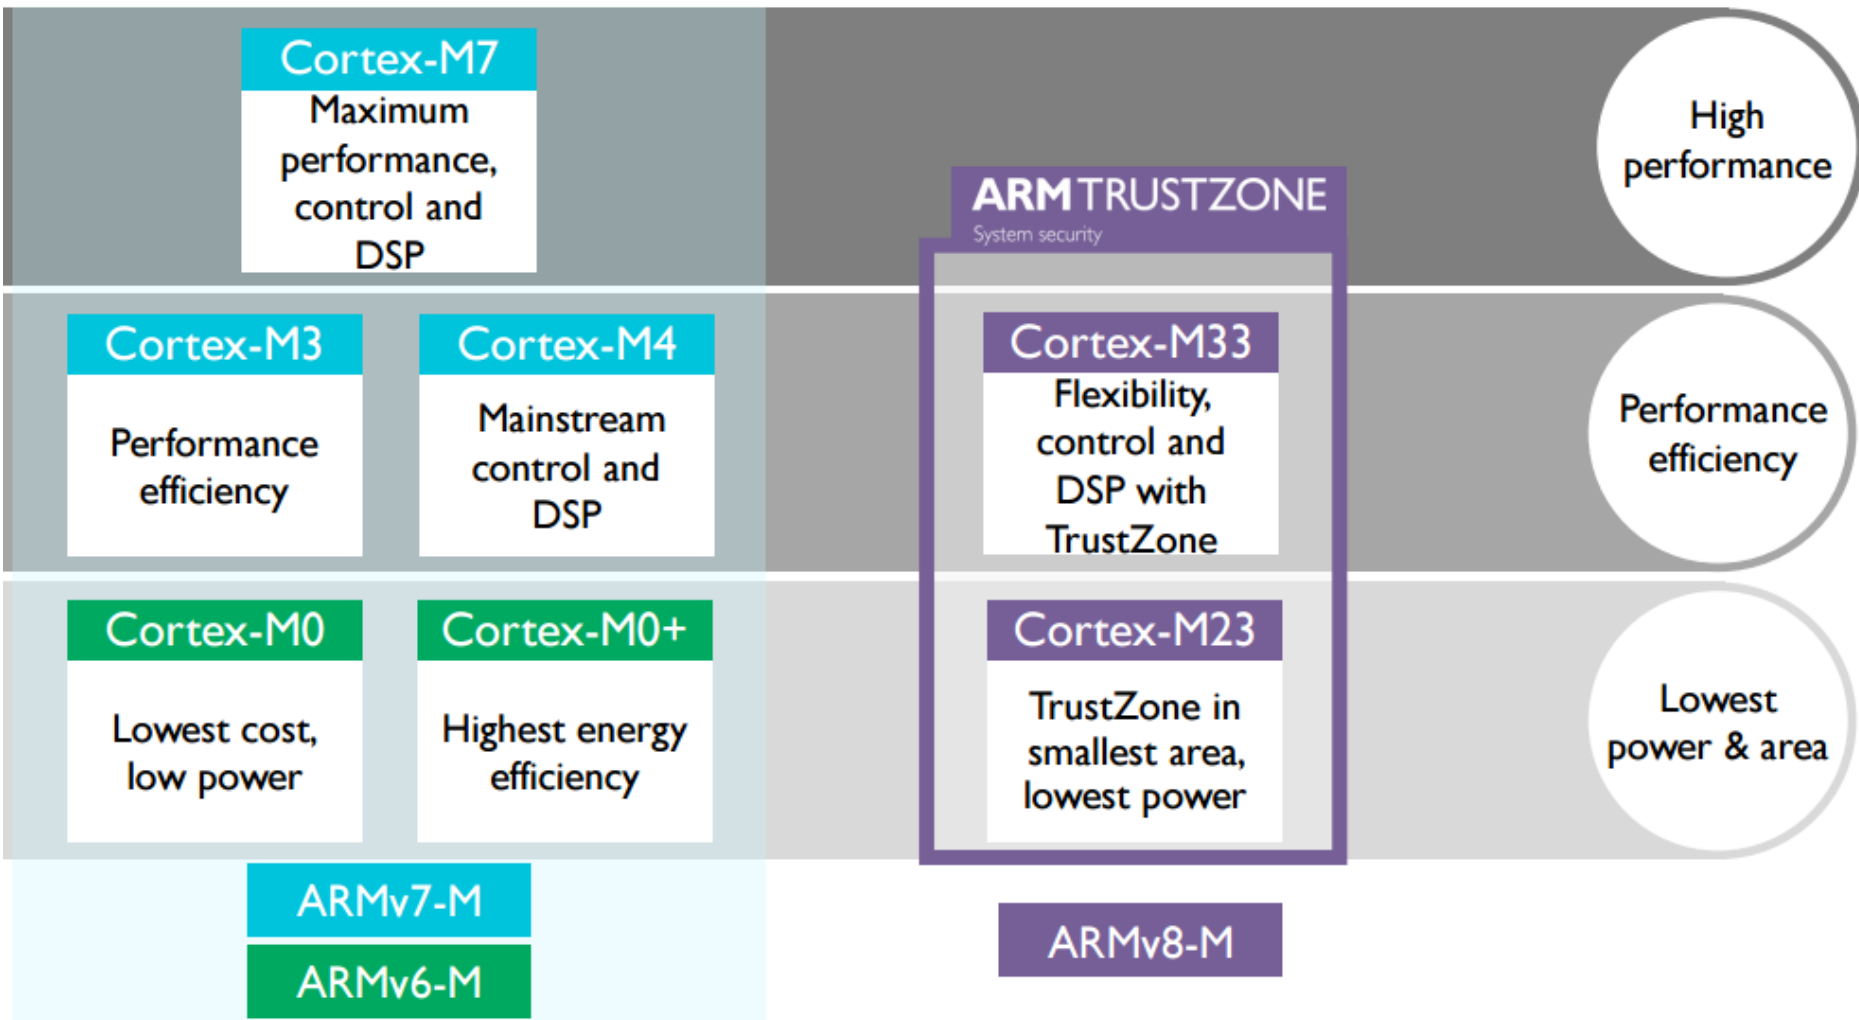 Cortex-M7
Maximum
performance,
control and
DSP
High
performance
ARMTRUSTZONE
System security
Cortex-M3
Performance
efficiency
Cortex-M4
Mainstream
control and
DSP
Cortex-M33
Flexibility,
control and
DSP with
TrustZone
Performance
efficiency
Cortex-M0
Lowest cost,
low power
Cortex-M0+
Highest energy
efficiency
Cortex-M23
TrustZone in
smallest area,
lowest power
Lowest
power & area
ARMv7-M
ARMv6-M
ARMv8-M